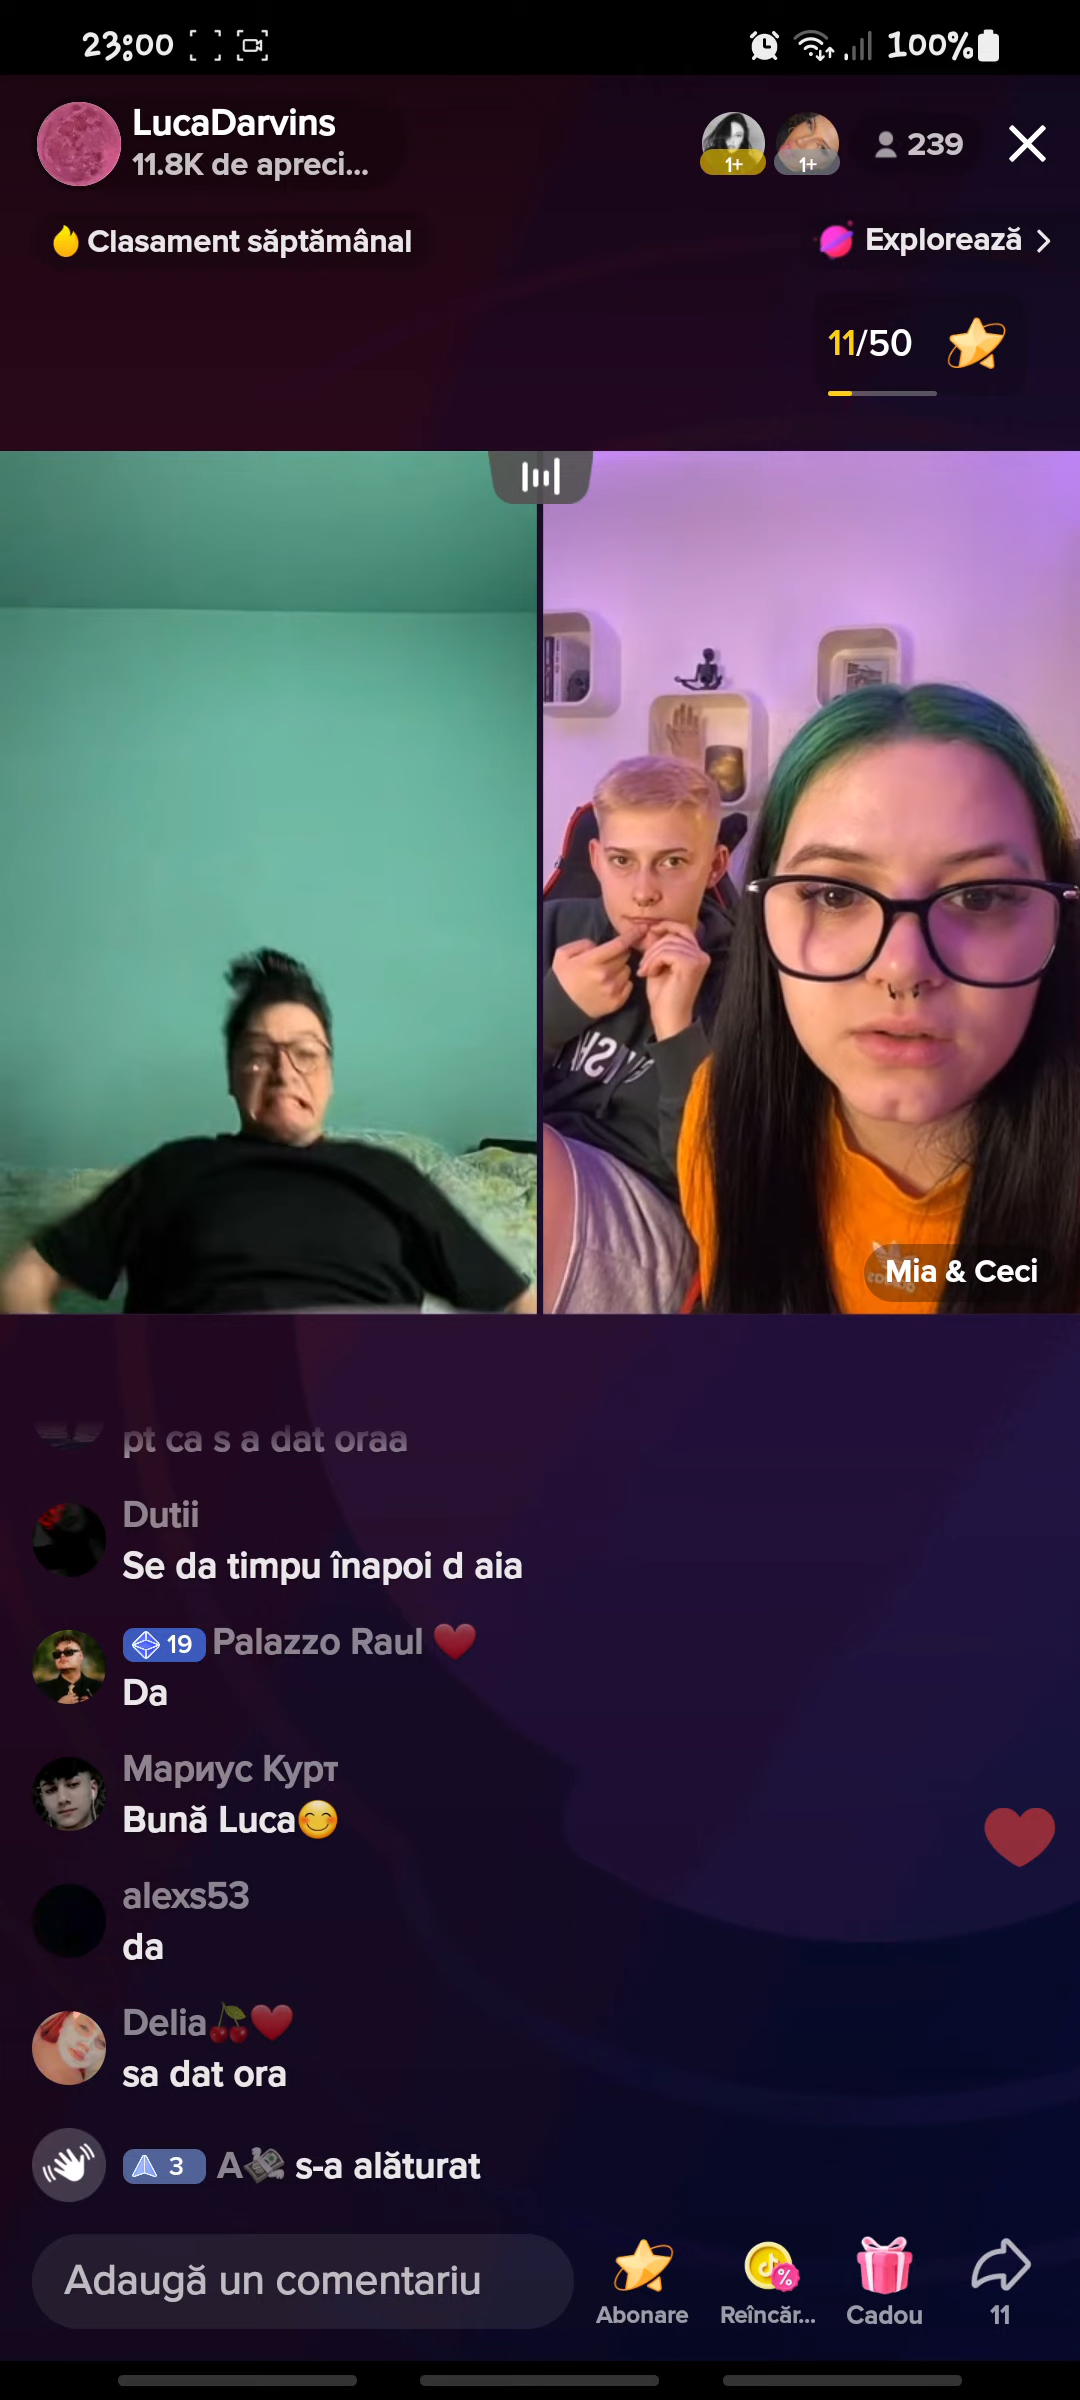 23:00
100%
LucaDarvins
11.8K de apreci...
1+
1+
239
Clasament săptămânal
Explorează
11/50
Mia & Ceci
pt ca s a dat oraa
Dutii
Se da timpu înapoi d aia
19 Palazzo Raul ❤️
Da
Мариус Курт
Bună Luca😊
alexs53
da
Delia🍒❤️
sa dat ora
3 A💸 s-a alăturat
Adaugă un comentariu
Abonare
Reîncăr...
Cadou
11